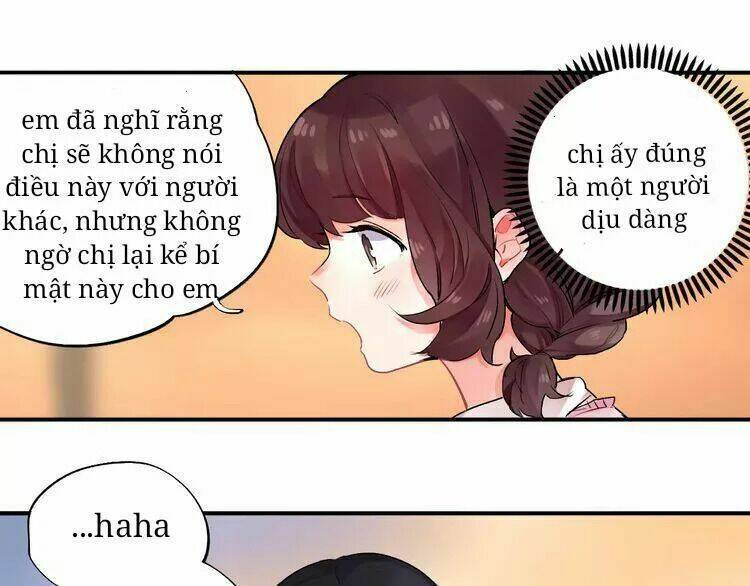 em đã nghĩ rằng
chị sẽ không nói
điều này với người
khác, nhưng không
ngờ chị lại kể bí
mật này cho em
chị ấy đúng
là một người
dịu dàng
...haha